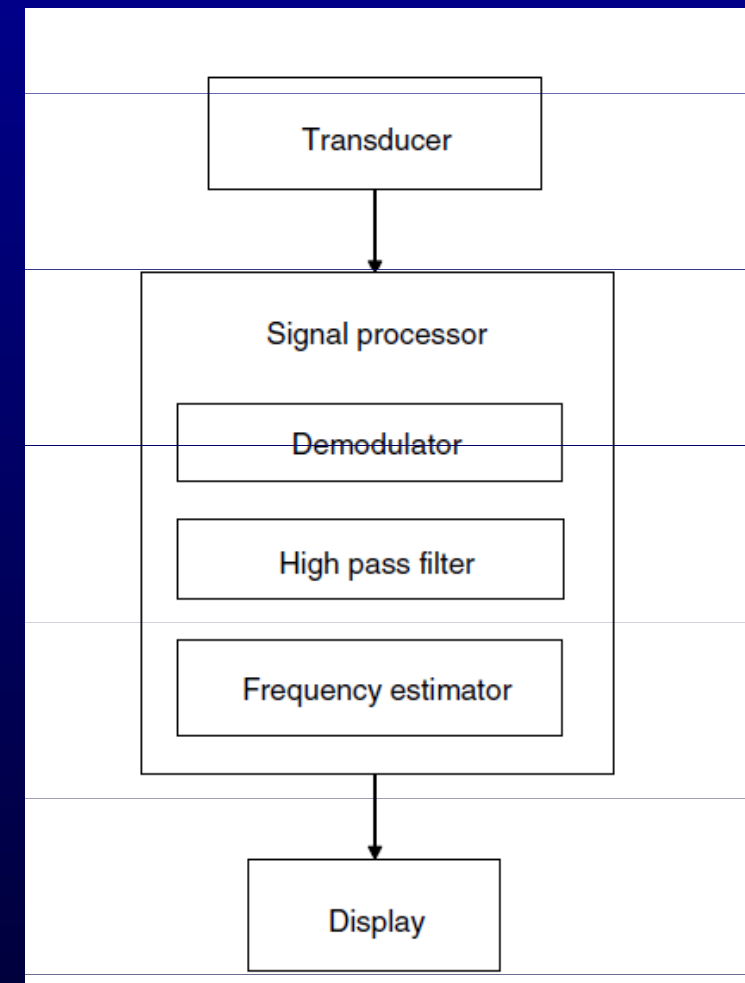 Transducer
Signal processor
Demodulator
High pass filter
Frequency estimator
Display